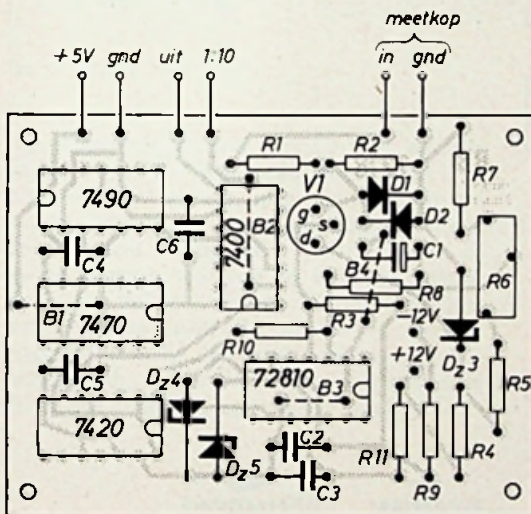 meetkop
+5V gnd uit 1:10 in gnd
R1 R2
V1 D1 R7
7490 7400 B2 g s d D2
C6 C1 R6
C4 B4 R8
B1 7470 R3 -12V
R10 +12V Dz3
C5 Dz4 72810 B3 R5
7420 C2
Dz5 C3 R11 R9 R4